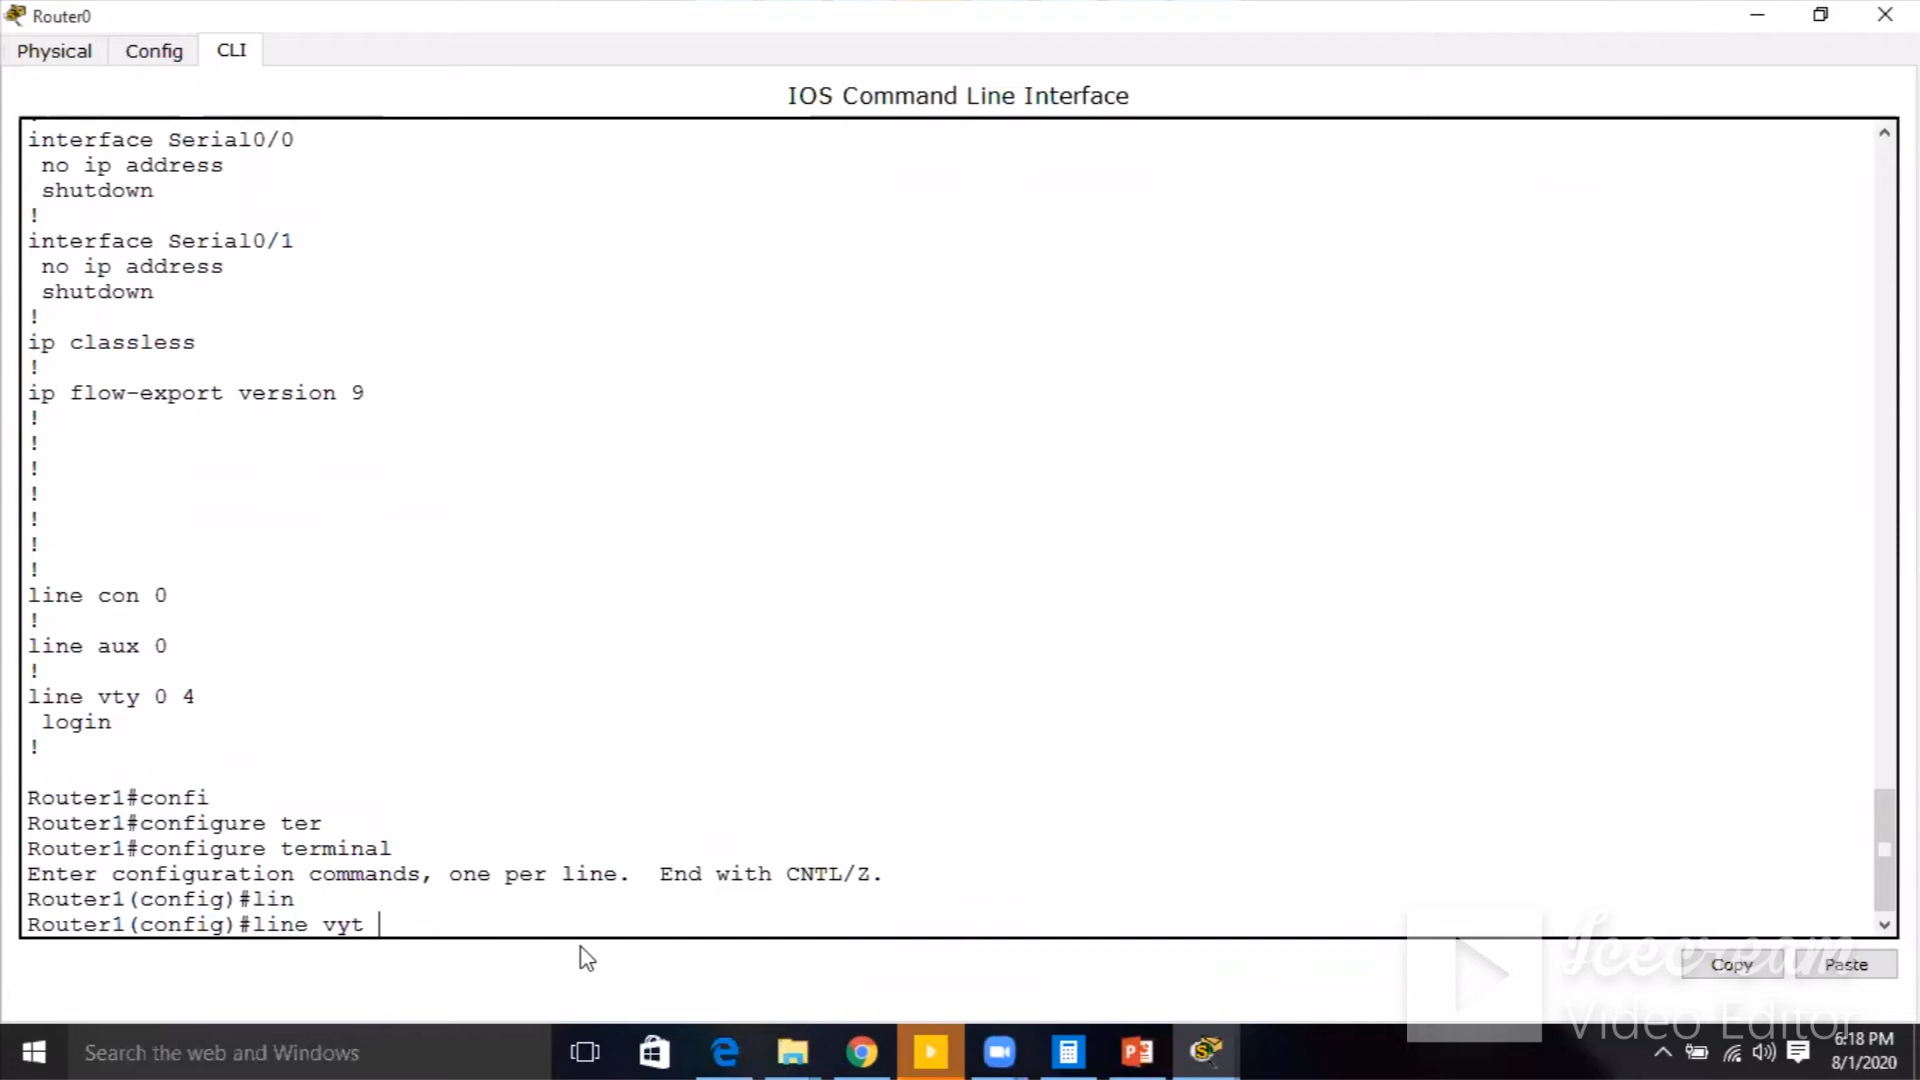 Router0
Physical Config CLI
IOS Command Line Interface
interface Serial0/0
no ip address
shutdown
!
interface Serial0/1
no ip address
shutdown
!
ip classless
!
ip flow-export version 9
!
!
!
!
!
!
!
line con 0
!
line aux 0
!
line vty 0 4
login
!
Router1#confi
Router1#configure ter
Router1#configure terminal
Enter configuration commands, one per line.  End with CNTL/Z.
Router1(config)#lin
Router1(config)#line vyt
Copy Paste
Icecream
Video Editor
Search the web and Windows
6:18 PM
8/1/2020